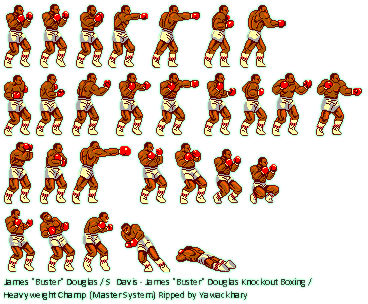 James "Buster" Douglas / S Davis - James "Buster" Douglas Knockout Boxing /
Heavyweight Champ (Master System) Ripped by Yawackhary